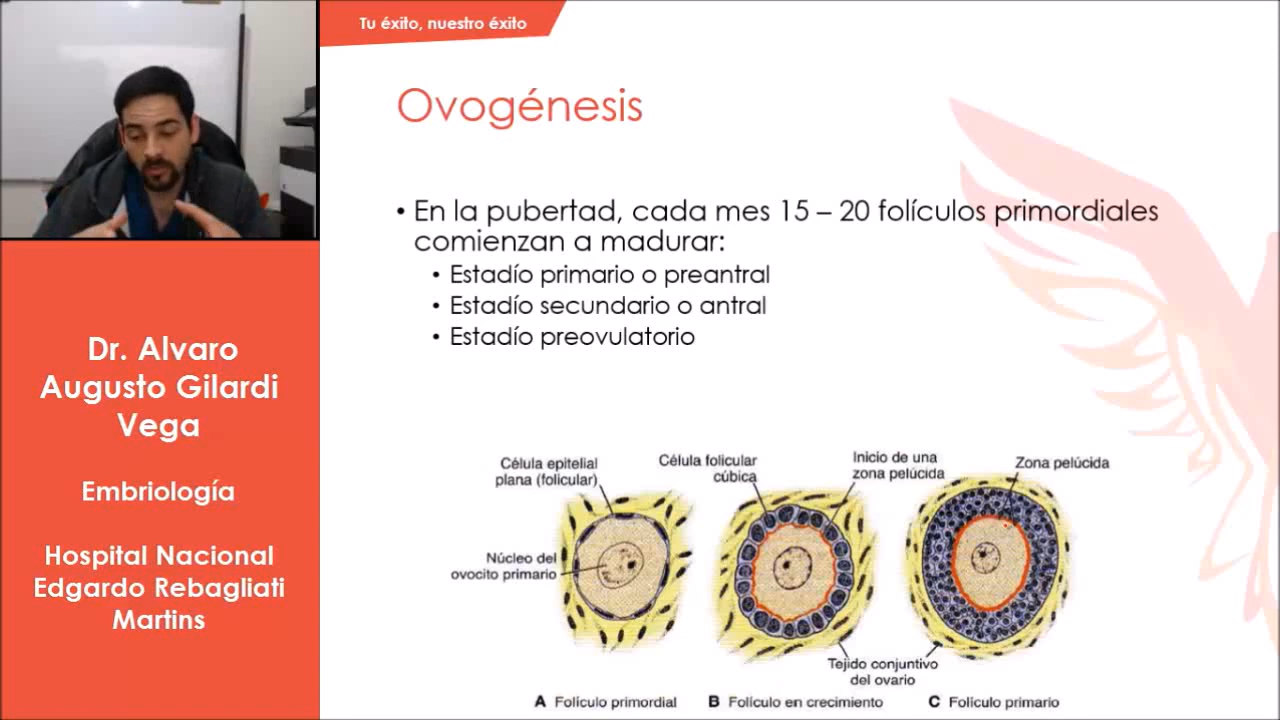 Tu éxito, nuestro éxito
Ovogénesis
• En la pubertad, cada mes 15 – 20 folículos primordiales
comienzan a madurar:
• Estadío primario o preantral
• Estadío secundario o antral
• Estadío preovulatorio
Dr. Alvaro
Augusto Gilardi
Vega
Embriología
Hospital Nacional
Edgardo Rebagliati
Martins
Célula epitelial
plana (folicular)
Núcleo del
ovocito primario
Célula folicular
cúbica
Inicio de una
zona pelúcida
Zona pelúcida
Tejido conjuntivo
del ovario
A Folículo primordial
B Folículo en crecimiento
C Folículo primario